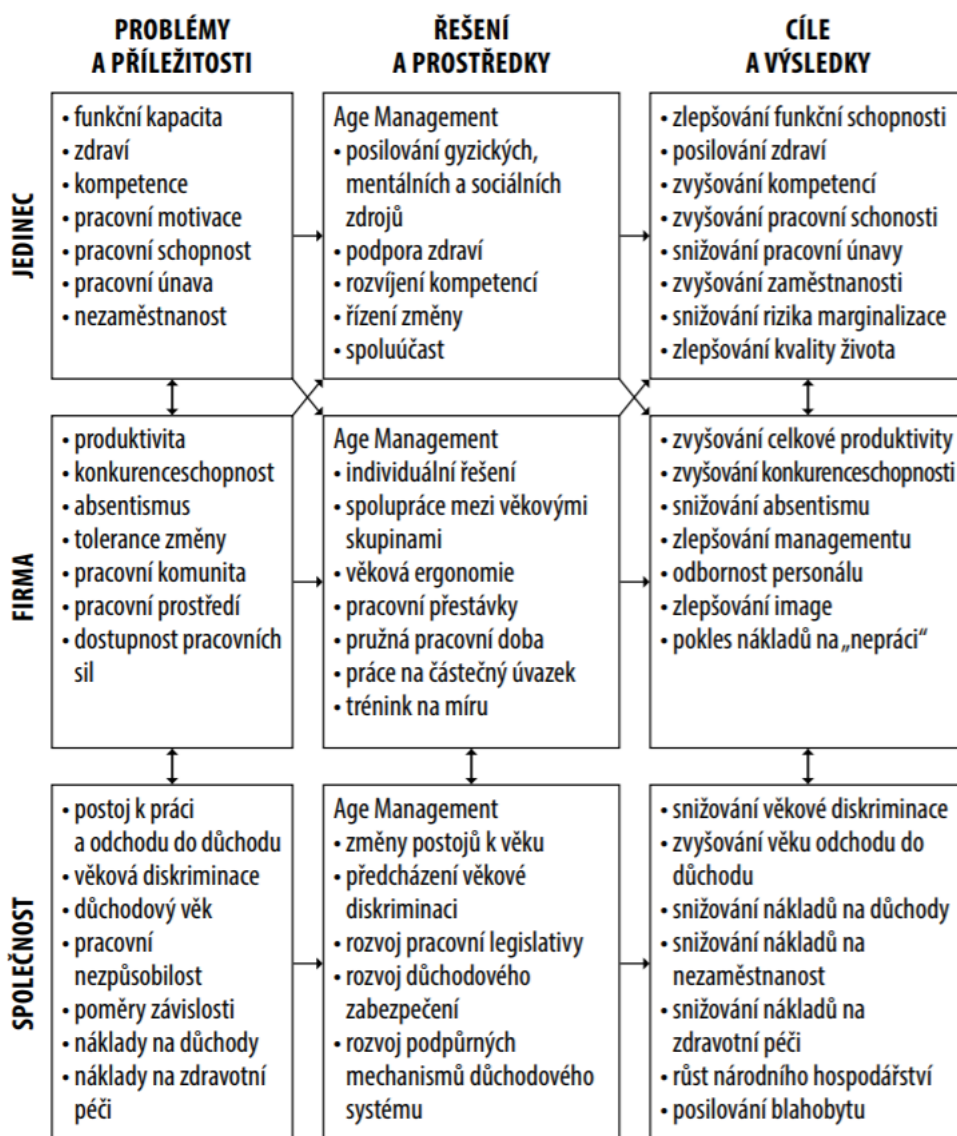 PROBLÉMY
A PŘÍLEŽITOSTI
ŘEŠENÍ
A PROSTŘEDKY
CÍLE
A VÝSLEDKY
JEDINEC
• funkční kapacita
• zdraví
• kompetence
• pracovní motivace
• pracovní schopnost
• pracovní únava
• nezaměstnanost
Age Management
• posilování gyzických,
mentálních a sociálních
zdrojů
• podpora zdraví
• rozvíjení kompetencí
• řízení změny
• spoluúčast
• zlepšování funkční schopnosti
• posilování zdraví
• zvyšování kompetencí
• zvyšování pracovní schonosti
• snižování pracovní únavy
• zvyšování zaměstnanosti
• snižování rizika marginalizace
• zlepšování kvality života
FIRMA
• produktivita
• konkurenceschopnost
• absentismus
• tolerance změny
• pracovní komunita
• pracovní prostředí
• dostupnost pracovních
sil
Age Management
• individuální řešení
• spolupráce mezi věkovými
skupinami
• věková ergonomie
• pracovní přestávky
• pružná pracovní doba
• práce na částečný úvazek
• trénink na míru
• zvyšování celkové produktivity
• zvyšování konkurenceschopnosti
• snižování absentismu
• zlepšování managementu
• odbornost personálu
• zlepšování image
• pokles nákladů na „nepráci“
SPOLEČNOST
• postoj k práci
a odchodu do důchodu
• věková diskriminace
• důchodový věk
• pracovní
nezpůsobilost
• poměry závislosti
• náklady na důchody
• náklady na zdravotní
péči
Age Management
• změny postojů k věku
• předcházení věkové
diskriminaci
• rozvoj pracovní legislativy
• rozvoj důchodového
zabezpečení
• rozvoj podpůrných
mechanismů důchodového
systému
• snižování věkové diskriminace
• zvyšování věku odchodu do
důchodu
• snižování nákladů na důchody
• snižování nákladů na
nezaměstnanost
• snižování nákladů na
zdravotní péči
• růst národního hospodářství
• posilování blahobytu